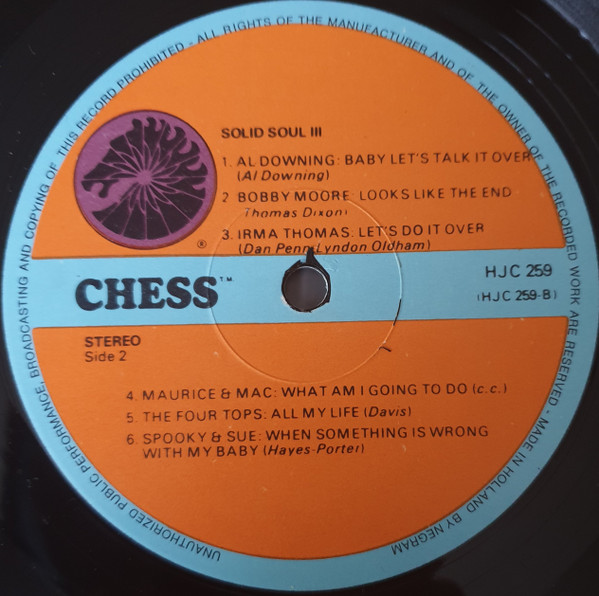 UNAUTHORIZED PUBLIC PERFORMANCE, BROADCASTING AND COPYING OF THIS RECORD PROHIBITED - ALL RIGHTS OF THE MANUFACTURER AND OF THE OWNER OF THE RECORDED WORK ARE RESERVED - MADE IN HOLLAND BY NEGRAM
SOLID SOUL III
1. AL DOWNING: BABY LET'S TALK IT OVER
(Al Downing)
2 BOBBY MOORE: LOOKS LIKE THE END
Thomas Dixon)
3. IRMA THOMAS: LET'S DO IT OVER
(Dan Penn-Lyndon Oldham)
®
CHESS™
HJC 259
(HJC 259-B)
STEREO
Side 2
4. MAURICE & MAC: WHAT AM I GOING TO DO (c.c.)
5. THE FOUR TOPS: ALL MY LIFE (Davis)
6. SPOOKY & SUE: WHEN SOMETHING IS WRONG
WITH MY BABY (Hayes-Porter)